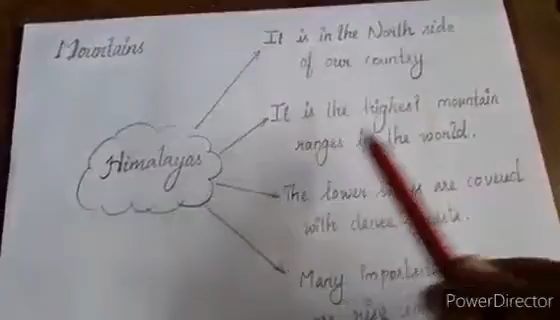 Mountains
Himalayas
It is in the North side
of our country
It is the highest mountain
ranges the world.
The lower are covered
with dense
Many
PowerDirector